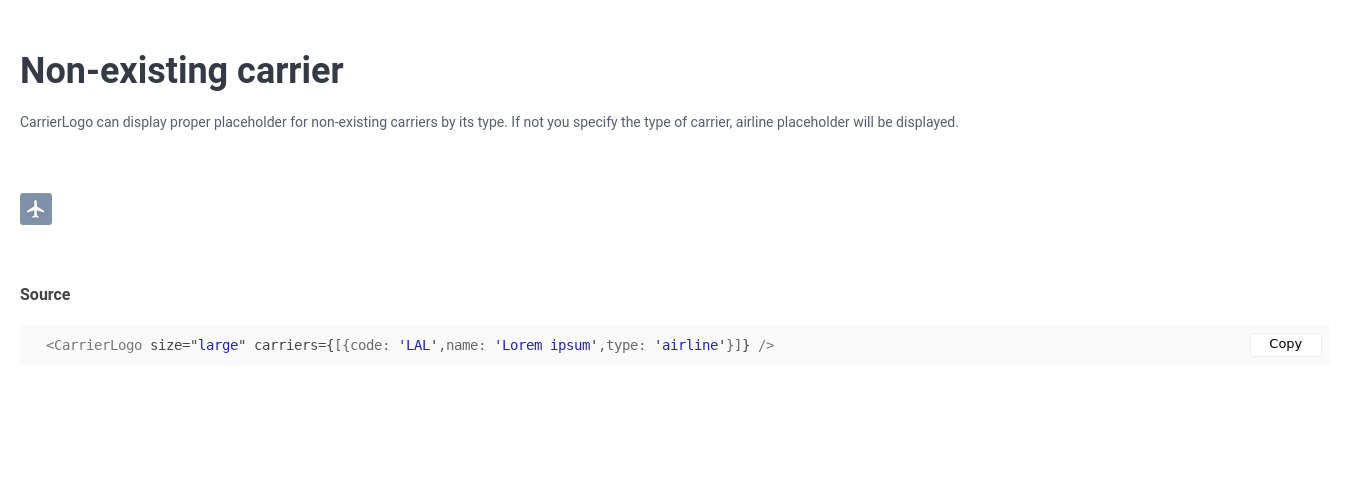 Non-existing carrier
CarrierLogo can display proper placeholder for non-existing carriers by its type. If not you specify the type of carrier, airline placeholder will be displayed.
Source
<CarrierLogo size="large" carriers={[{code: 'LAL',name: 'Lorem ipsum',type: 'airline'}]} />
Copy